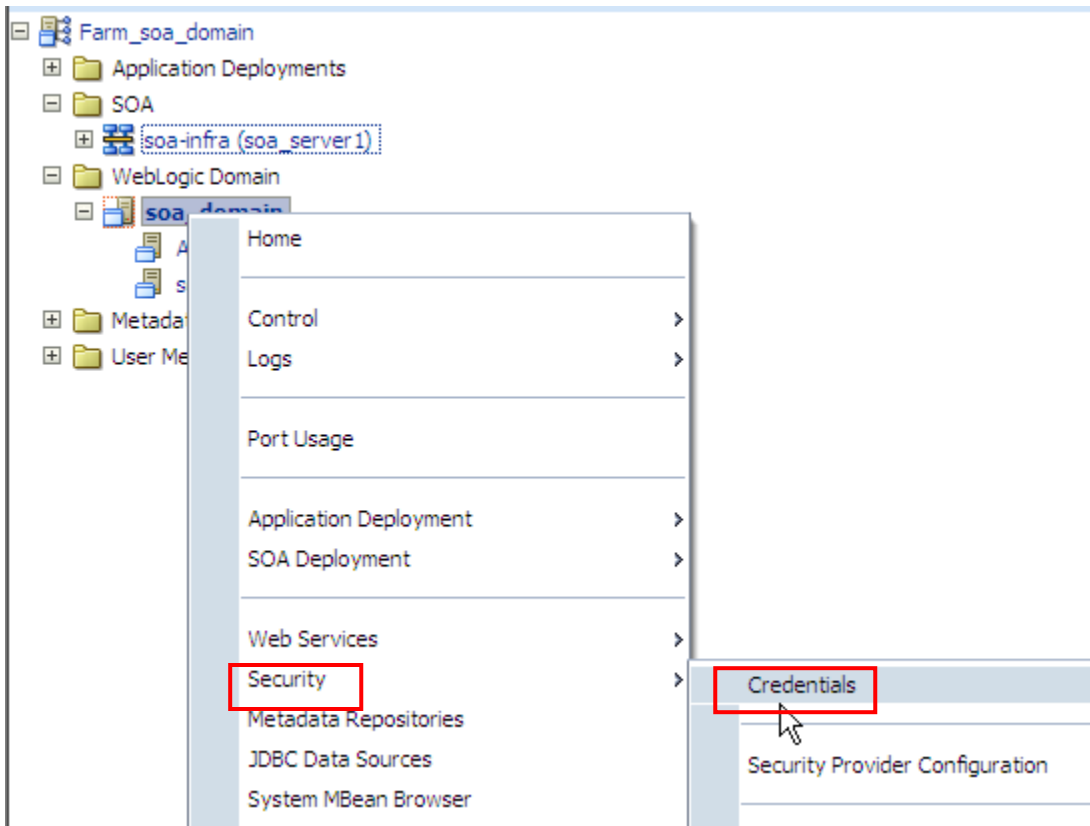 Farm_soa_domain
Application Deployments
SOA
soa-infra (soa_server1)
WebLogic Domain
soa_domain
Home
Control
Logs
Port Usage
Application Deployment
SOA Deployment
Web Services
Security
Credentials
Metadata Repositories
JDBC Data Sources
Security Provider Configuration
System MBean Browser